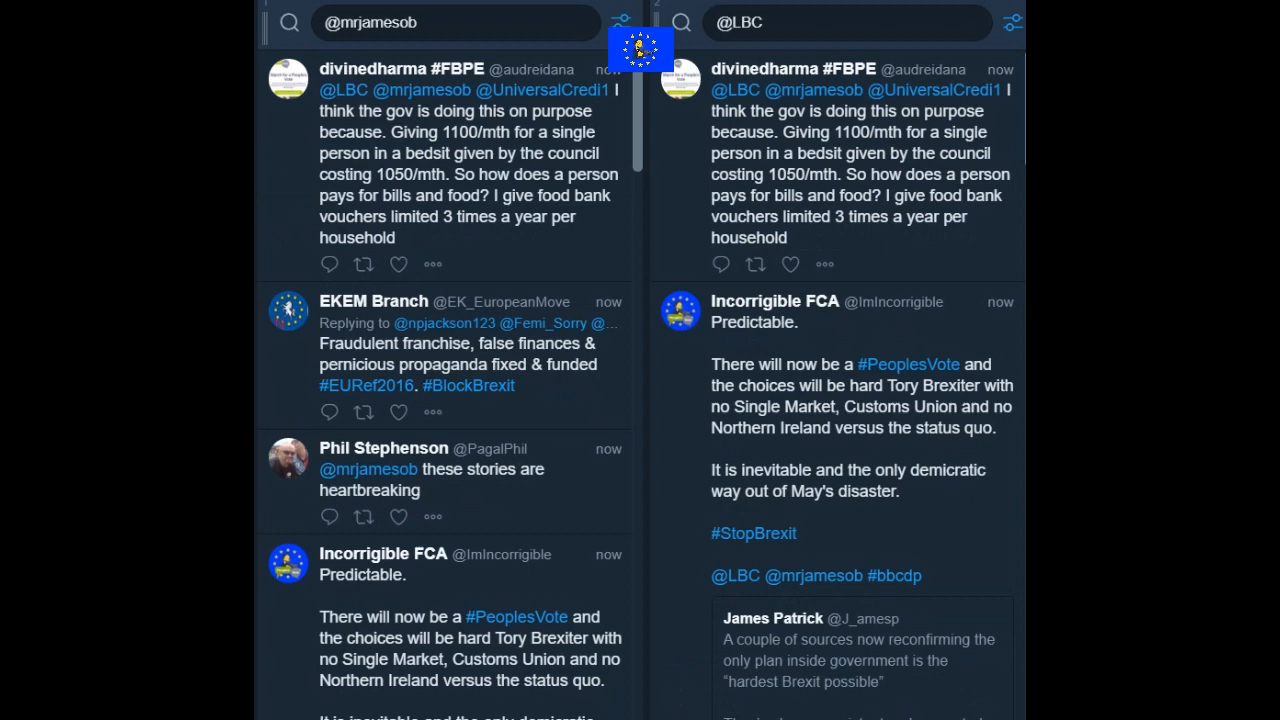 1
@mrjamesob
divinedharma #FBPE @audreidana now
@LBC @mrjamesob @UniversalCredi1 I
think the gov is doing this on purpose
because. Giving 1100/mth for a single
person in a bedsit given by the council
costing 1050/mth. So how does a person
pays for bills and food? I give food bank
vouchers limited 3 times a year per
household
EKEM Branch @EK_EuropeanMove now
Replying to @npjackson123 @Femi_Sorry @...
Fraudulent franchise, false finances &
pernicious propaganda fixed & funded
#EURef2016. #BlockBrexit
Phil Stephenson @PagalPhil now
@mrjamesob these stories are
heartbreaking
Incorrigible FCA @ImIncorrigible now
Predictable.
There will now be a #PeoplesVote and
the choices will be hard Tory Brexiter with
no Single Market, Customs Union and no
Northern Ireland versus the status quo.
It is inevitable and the only demicratic
2
@LBC
divinedharma #FBPE @audreidana now
@LBC @mrjamesob @UniversalCredi1 I
think the gov is doing this on purpose
because. Giving 1100/mth for a single
person in a bedsit given by the council
costing 1050/mth. So how does a person
pays for bills and food? I give food bank
vouchers limited 3 times a year per
household
Incorrigible FCA @ImIncorrigible now
Predictable.
There will now be a #PeoplesVote and
the choices will be hard Tory Brexiter with
no Single Market, Customs Union and no
Northern Ireland versus the status quo.
It is inevitable and the only demicratic
way out of May's disaster.
#StopBrexit
@LBC @mrjamesob #bbcdp
James Patrick @J_amesp
A couple of sources now reconfirming the
only plan inside government is the
“hardest Brexit possible”